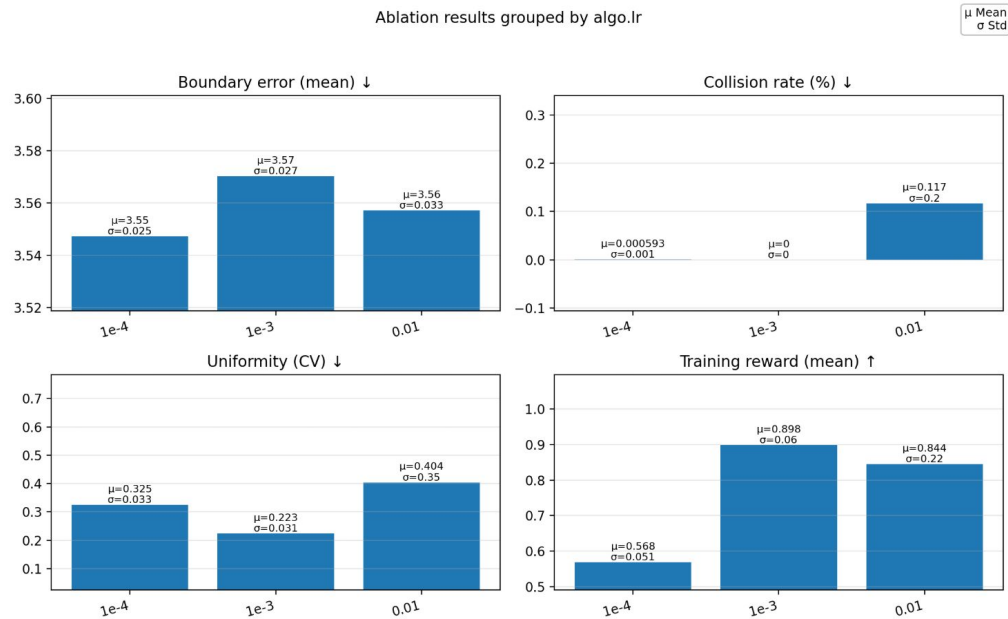 Ablation results grouped by algo.lr
μ Mean
σ Std
Boundary error (mean) ↓
3.60
3.58
3.56
3.54
3.52
μ=3.55
σ=0.025
μ=3.57
σ=0.027
μ=3.56
σ=0.033
1e-4
1e-3
0.01
Collision rate (%) ↓
0.3
0.2
0.1
0.0
−0.1
μ=0.000593
σ=0.001
μ=0
σ=0
μ=0.117
σ=0.2
1e-4
1e-3
0.01
Uniformity (CV) ↓
0.7
0.6
0.5
0.4
0.3
0.2
0.1
μ=0.325
σ=0.033
μ=0.223
σ=0.031
μ=0.404
σ=0.35
1e-4
1e-3
0.01
Training reward (mean) ↑
1.0
0.9
0.8
0.7
0.6
0.5
μ=0.568
σ=0.051
μ=0.898
σ=0.06
μ=0.844
σ=0.22
1e-4
1e-3
0.01